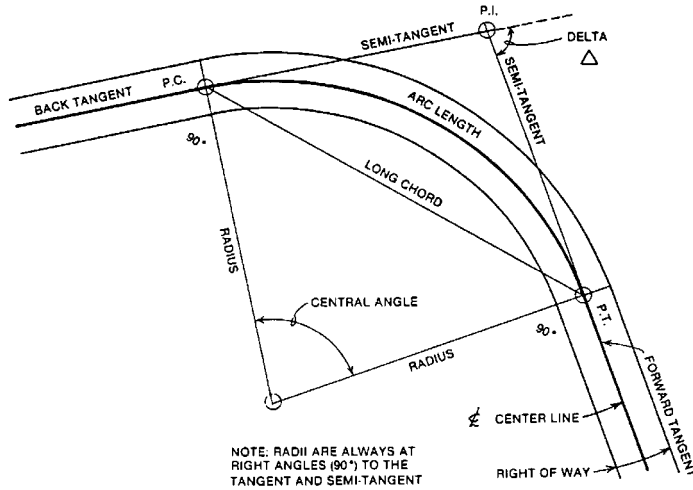 P.I.
SEMI-TANGENT
DELTA
△
P.C.
BACK TANGENT
SEMI-TANGENT
ARC LENGTH
90°
LONG CHORD
RADIUS
CENTRAL ANGLE
P.T.
90°
RADIUS
FORWARD TANGENT
℄ CENTER LINE
NOTE: RADII ARE ALWAYS AT
RIGHT ANGLES (90°) TO THE
TANGENT AND SEMI-TANGENT
RIGHT OF WAY